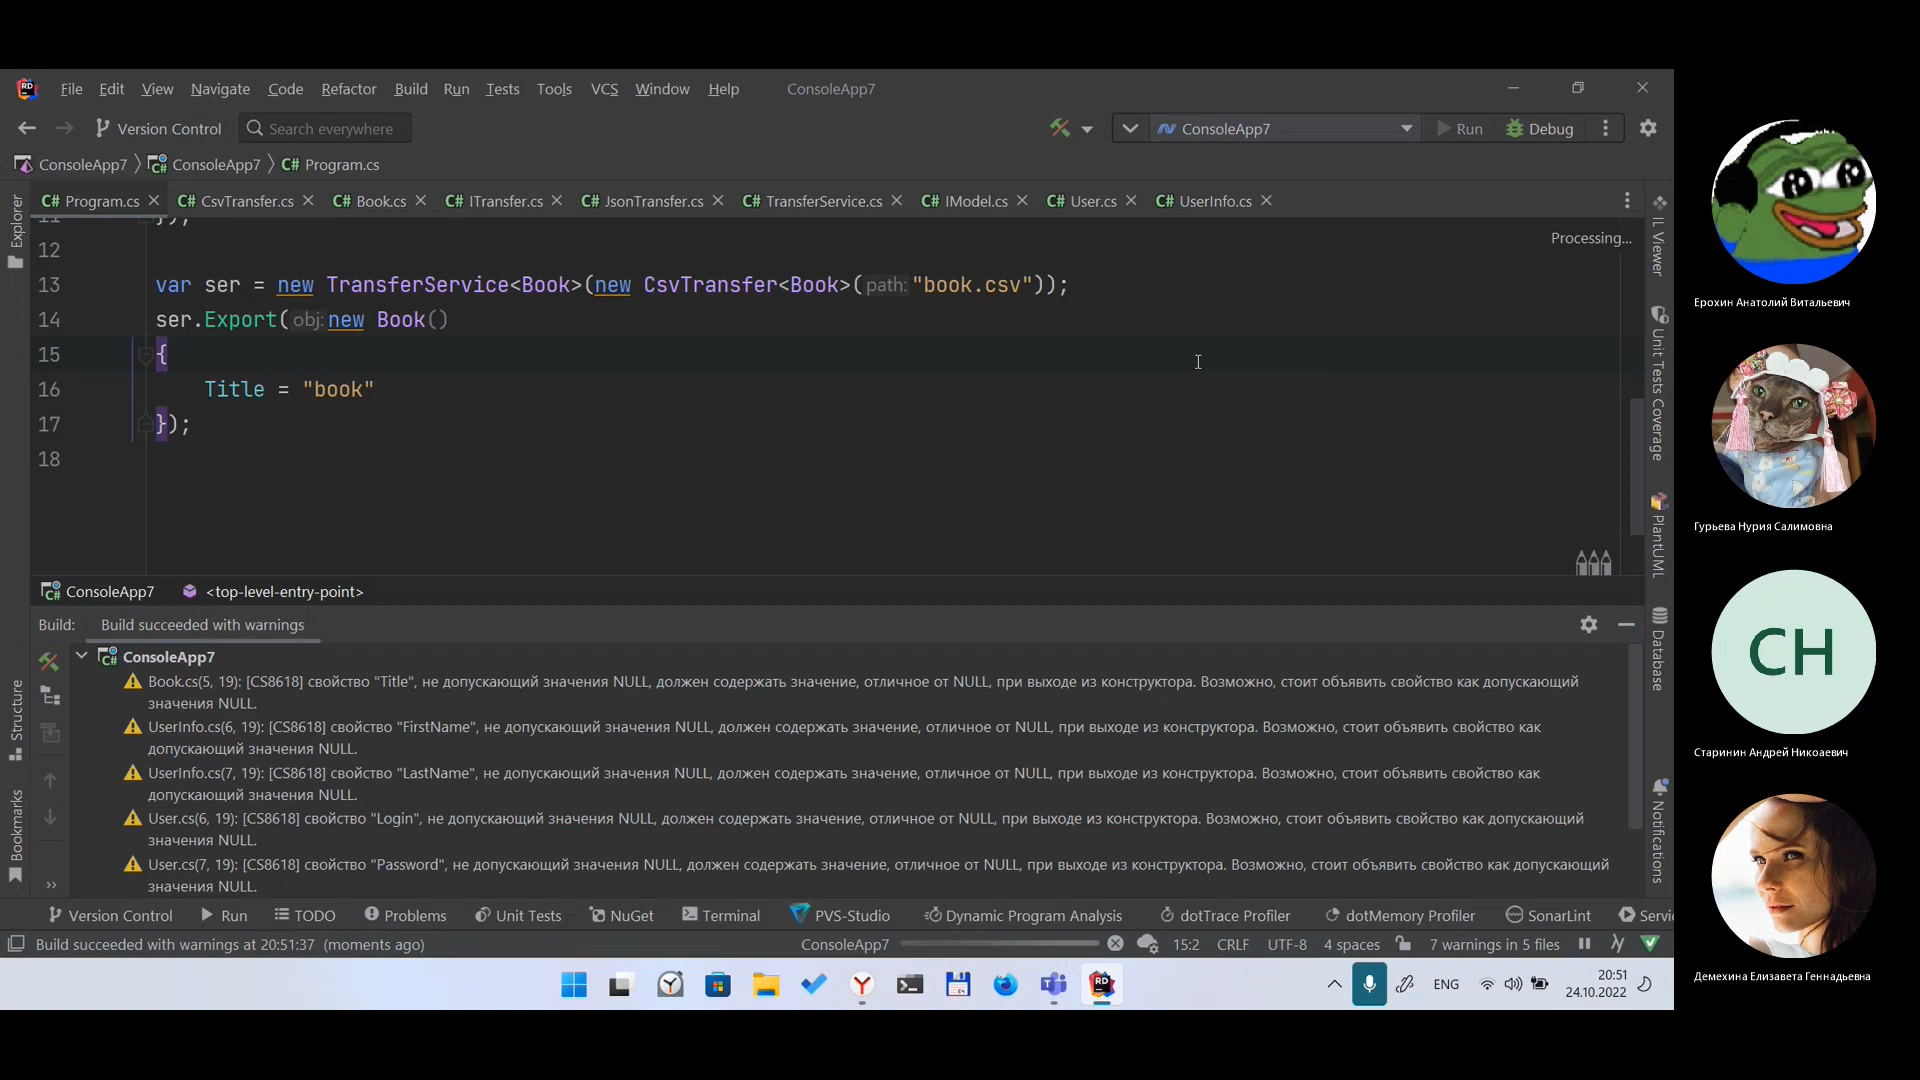 File Edit View Navigate Code Refactor Build Run Tests Tools VCS Window Help ConsoleApp7
Version Control Search everywhere ConsoleApp7 Run Debug
ConsoleApp7 ConsoleApp7 C# Program.cs
C# Program.cs C# CsvTransfer.cs C# Book.cs C# ITransfer.cs C# JsonTransfer.cs C# TransferService.cs C# IModel.cs C# User.cs C# UserInfo.cs
Explorer
11 });
12
Processing...
13 var ser = new TransferService<Book>(new CsvTransfer<Book>(path: "book.csv"));
14 ser.Export(obj: new Book()
15 {
16 Title = "book"
17 });
18
IL Viewer
Unit Tests Coverage
PlantUML
Database
Notifications
ConsoleApp7 <top-level-entry-point>
Build: Build succeeded with warnings
ConsoleApp7
Book.cs(5, 19): [CS8618] свойство "Title", не допускающий значения NULL, должен содержать значение, отличное от NULL, при выходе из конструктора. Возможно, стоит объявить свойство как допускающий
значения NULL.
UserInfo.cs(6, 19): [CS8618] свойство "FirstName", не допускающий значения NULL, должен содержать значение, отличное от NULL, при выходе из конструктора. Возможно, стоит объявить свойство как
допускающий значения NULL.
UserInfo.cs(7, 19): [CS8618] свойство "LastName", не допускающий значения NULL, должен содержать значение, отличное от NULL, при выходе из конструктора. Возможно, стоит объявить свойство как
допускающий значения NULL.
User.cs(6, 19): [CS8618] свойство "Login", не допускающий значения NULL, должен содержать значение, отличное от NULL, при выходе из конструктора. Возможно, стоит объявить свойство как допускающий
значения NULL.
User.cs(7, 19): [CS8618] свойство "Password", не допускающий значения NULL, должен содержать значение, отличное от NULL, при выходе из конструктора. Возможно, стоит объявить свойство как допускающий
значения NULL.
Structure
Bookmarks
Version Control Run TODO Problems Unit Tests NuGet Terminal PVS-Studio Dynamic Program Analysis dotTrace Profiler dotMemory Profiler SonarLint Servi
Build succeeded with warnings at 20:51:37 (moments ago) ConsoleApp7 15:2 CRLF UTF-8 4 spaces 7 warnings in 5 files
ENG 20:51
24.10.2022
Ерохин Анатолий Витальевич
Гурьева Нурия Салимовна
СН
Старинин Андрей Никоаевич
Демехина Елизавета Геннадьевна